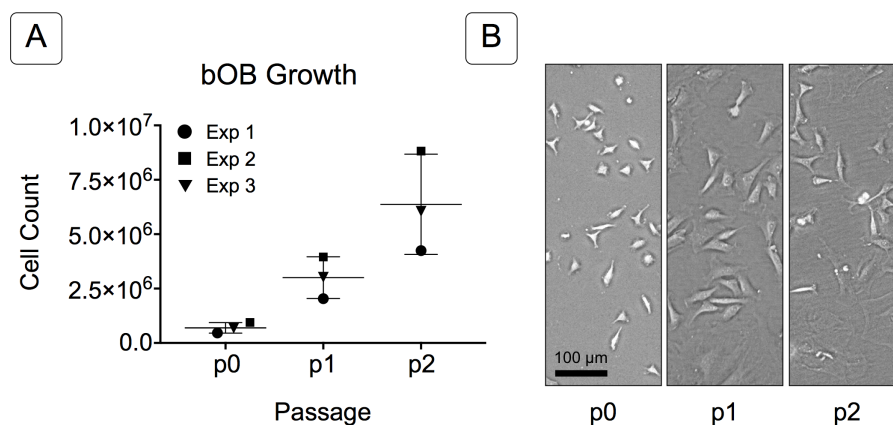 A
bOB Growth
1.0×10⁷
7.5×10⁶
5.0×10⁶
2.5×10⁶
0.0
Cell Count
Exp 1
Exp 2
Exp 3
p0 p1 p2
Passage
B
100 µm
p0 p1 p2